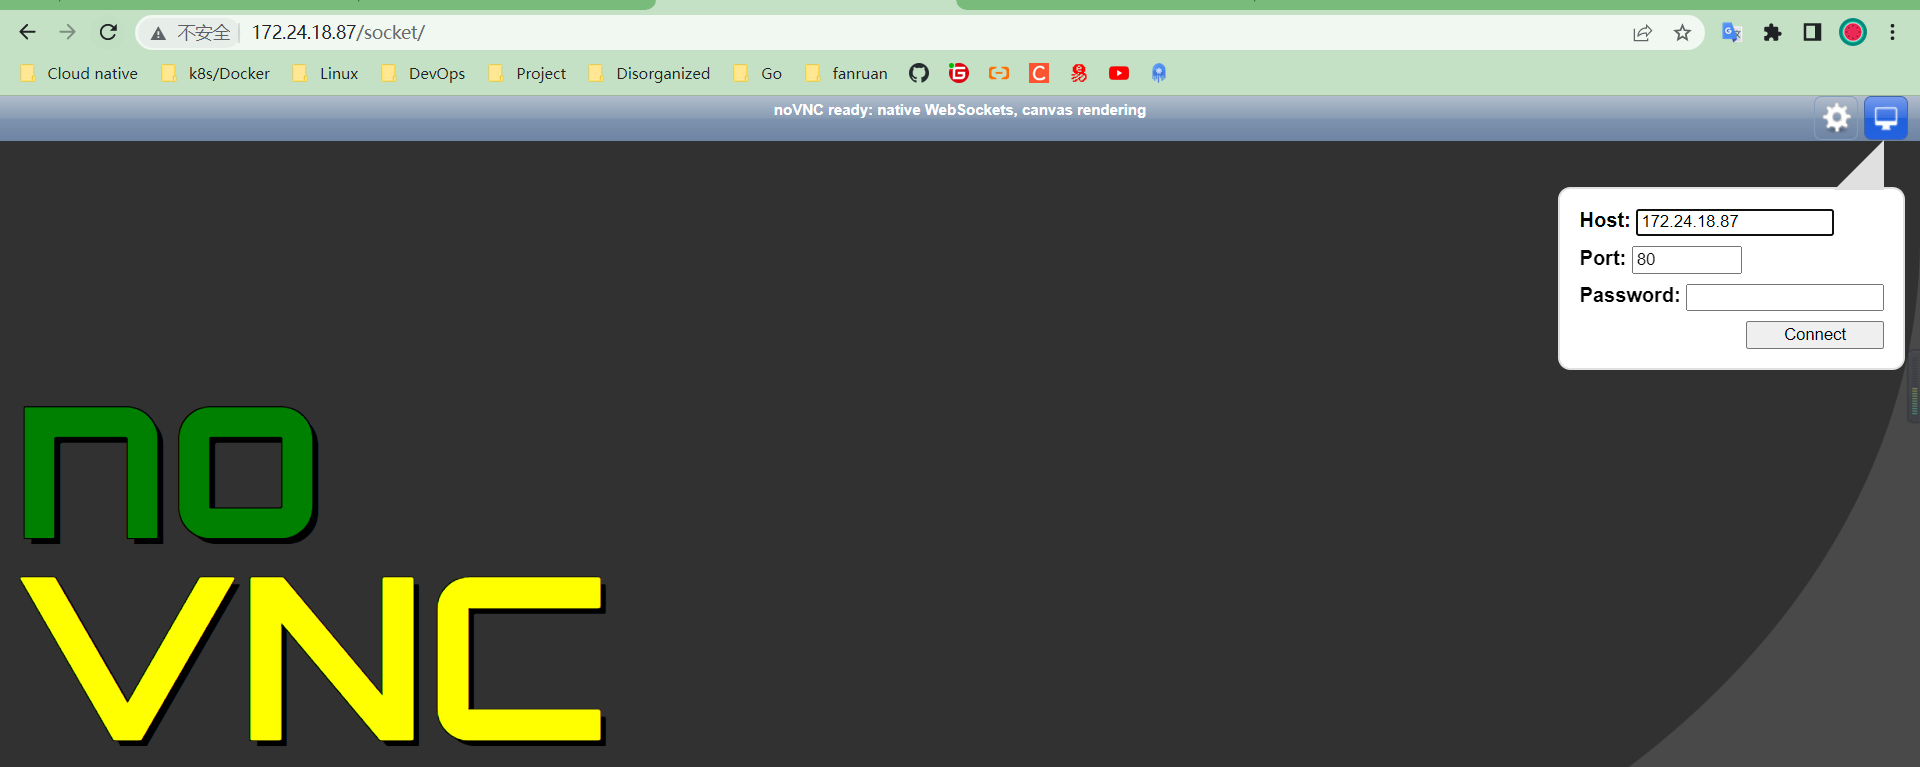 不安全 172.24.18.87/socket/
Cloud native k8s/Docker Linux DevOps Project Disorganized Go fanruan
noVNC ready: native WebSockets, canvas rendering
Host: 172.24.18.87
Port: 80
Password:
Connect
no
VNC